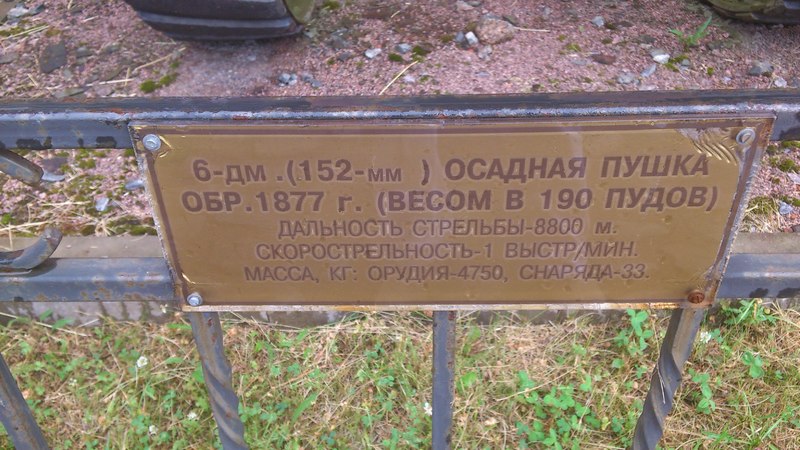 6-ДМ .(152-мм ) ОСАДНАЯ ПУШКА
ОБР.1877 г. (ВЕСОМ В 190 ПУДОВ)
ДАЛЬНОСТЬ СТРЕЛЬБЫ-8800 м.
СКОРОСТРЕЛЬНОСТЬ-1 ВЫСТР/МИН.
МАССА, КГ: ОРУДИЯ-4750, СНАРЯДА-33.